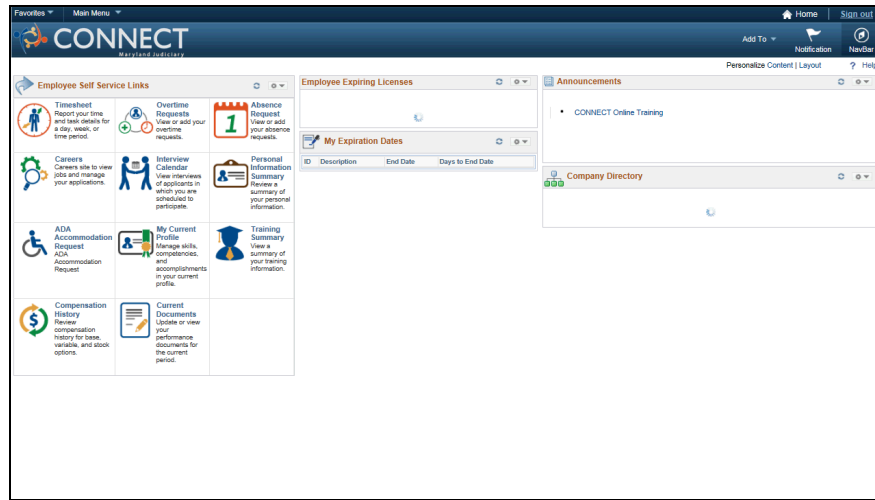 Favorites Main Menu Home Sign out
CONNECT
Maryland Judiciary
Add To Notification NavBar
Personalize Content | Layout ? Help
Employee Self Service Links
Timesheet
Report your time
and task details for
a day, week, or
time period.
Overtime
Requests
View or add your
overtime
requests.
1
Absence
Request
View or add
your absence
requests.
Careers
Careers site to view
jobs and manage
your applications.
Interview
Calendar
View interviews
of applicants in
which you are
scheduled to
participate.
Personal
Information
Summary
Review a
summary of
your personal
information.
ADA
Accommodation
Request
ADA
Accommodation
Request
My Current
Profile
Manage skills,
competencies,
and
accomplishments
in your current
profile.
Training
Summary
View a
summary of
your training
information.
$
Compensation
History
Review
compensation
history for base,
variable, and stock
options.
Current
Documents
Update or view
your
performance
documents for
the current
period.
Employee Expiring Licenses
My Expiration Dates
ID Description End Date Days to End Date
Announcements
• CONNECT Online Training
Company Directory